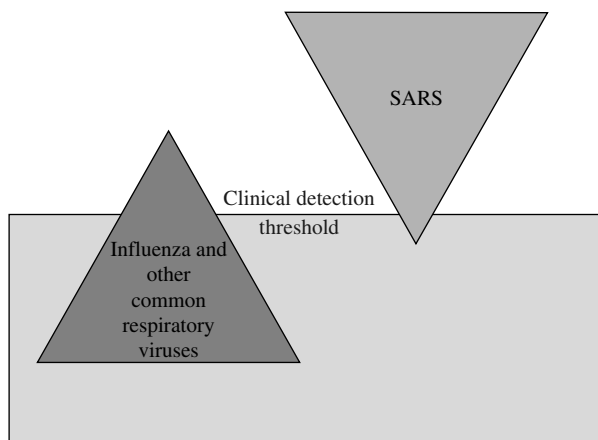 SARS
Clinical detection
threshold
Influenza and
other
common
respiratory
viruses